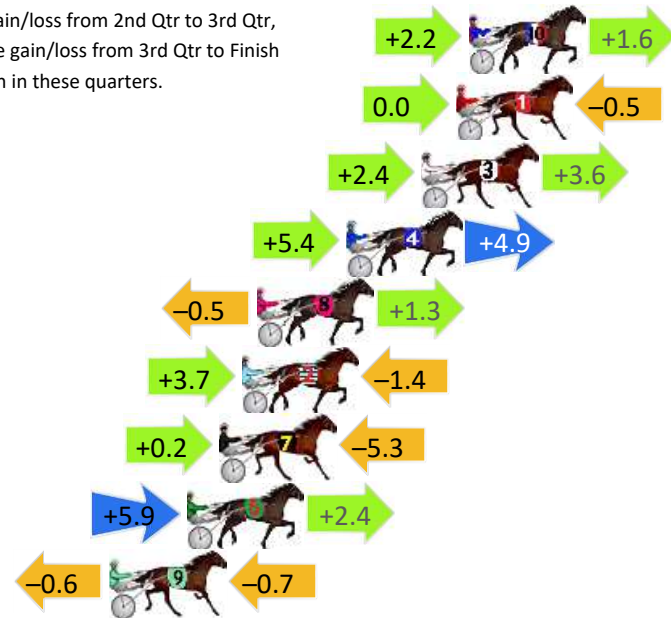 ain/loss from 2nd Qtr to 3rd Qtr,
e gain/loss from 3rd Qtr to Finish
n in these quarters.
+2.2 10 +1.6
0.0 1 –0.5
+2.4 3 +3.6
+5.4 4 +4.9
–0.5 8 +1.3
+3.7 2 –1.4
+0.2 7 –5.3
+5.9 +2.4
–0.6 9 –0.7